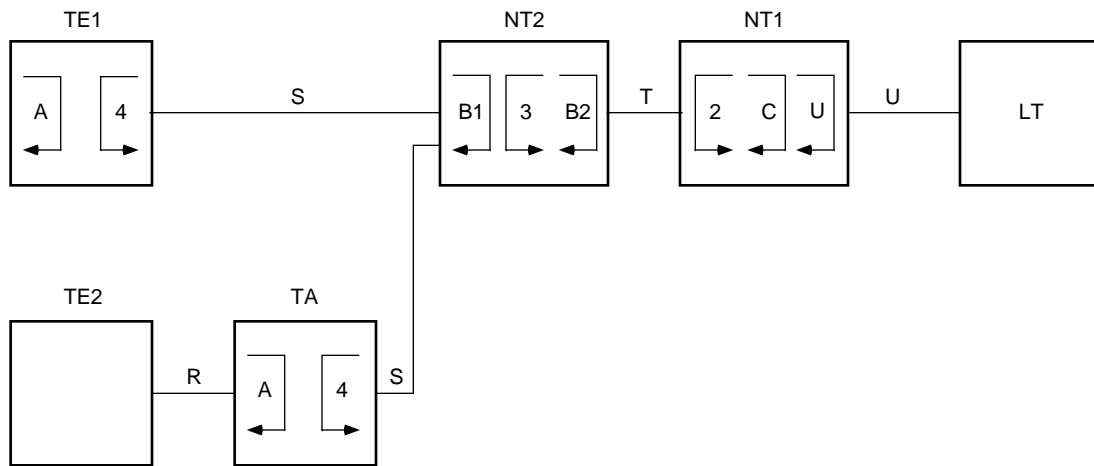 TE1 NT2 NT1
S T U
A 4 B1 3 B2 2 C U LT
TE2 TA
R S
A 4